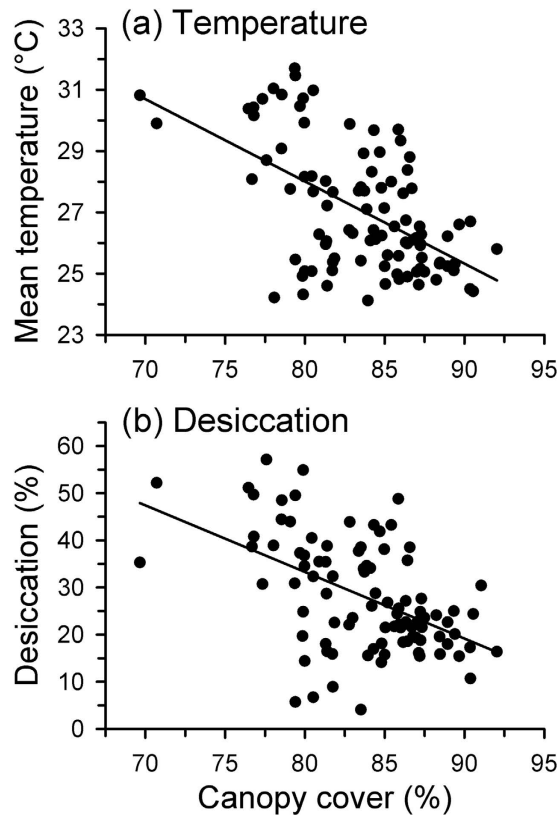 (a) Temperature
Mean temperature (°C)
33
31
29
27
25
23
70 75 80 85 90 95
(b) Desiccation
Desiccation (%)
60
50
40
30
20
10
0
70 75 80 85 90 95
Canopy cover (%)